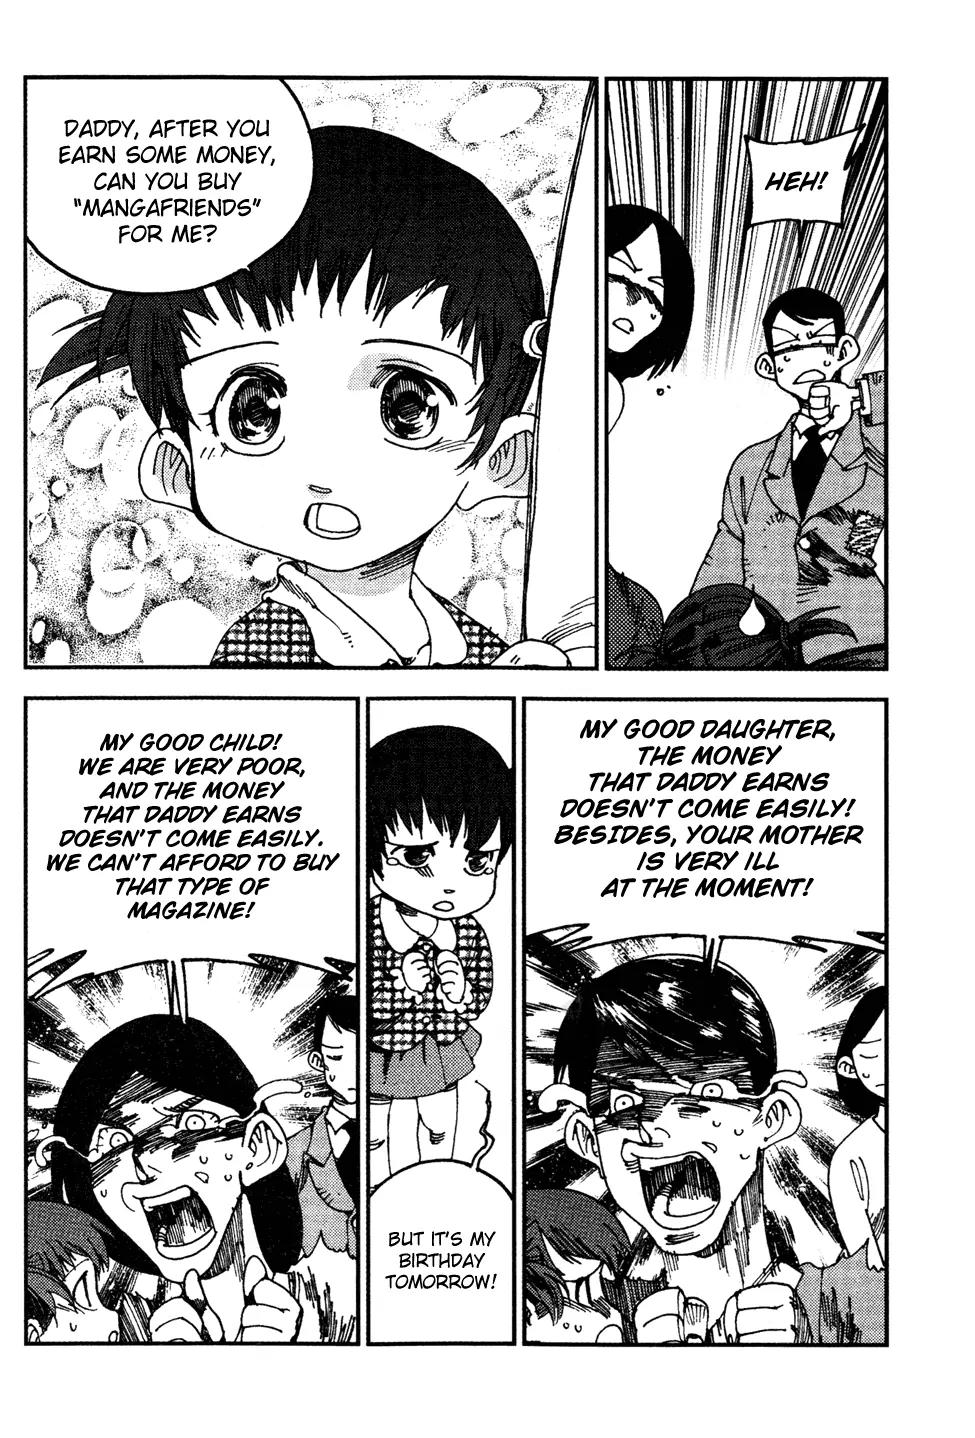 DADDY, AFTER YOU
EARN SOME MONEY,
CAN YOU BUY
"MANGAFRIENDS"
FOR ME?
HEH!
MY GOOD CHILD!
WE ARE VERY POOR,
AND THE MONEY
THAT DADDY EARNS
DOESN'T COME EASILY.
WE CAN'T AFFORD TO BUY
THAT TYPE OF
MAGAZINE!
BUT IT'S MY
BIRTHDAY
TOMORROW!
MY GOOD DAUGHTER,
THE MONEY
THAT DADDY EARNS
DOESN'T COME EASILY!
BESIDES, YOUR MOTHER
IS VERY ILL
AT THE MOMENT!